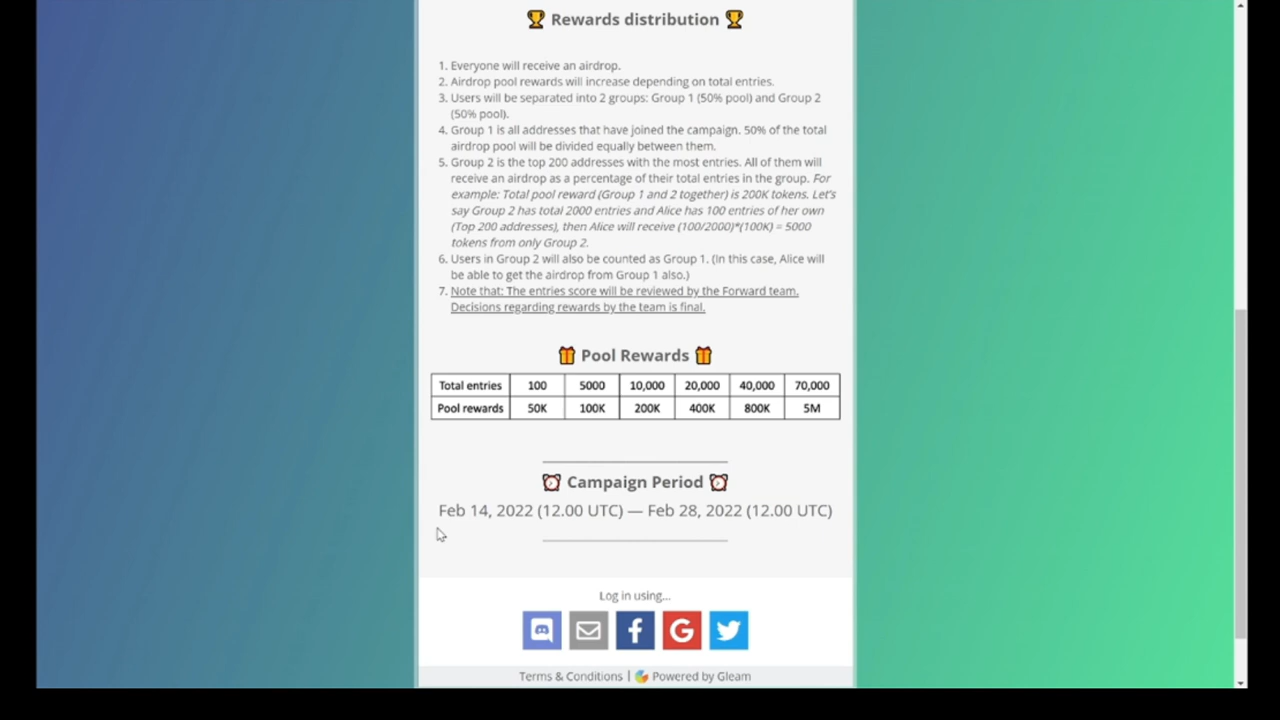 🏆 Rewards distribution 🏆
1. Everyone will receive an airdrop.
2. Airdrop pool rewards will increase depending on total entries.
3. Users will be separated into 2 groups: Group 1 (50% pool) and Group 2
(50% pool).
4. Group 1 is all addresses that have joined the campaign. 50% of the total
airdrop pool will be divided equally between them.
5. Group 2 is the top 200 addresses with the most entries. All of them will
receive an airdrop as a percentage of their total entries in the group. For
example: Total pool reward (Group 1 and 2 together) is 200K tokens. Let's
say Group 2 has total 2000 entries and Alice has 100 entries of her own
(Top 200 addresses), then Alice will receive (100/2000)*(100K) = 5000
tokens from only Group 2.
6. Users in Group 2 will also be counted as Group 1. (In this case, Alice will
be able to get the airdrop from Group 1 also.)
7. Note that: The entries score will be reviewed by the Forward team.
Decisions regarding rewards by the team is final.
🎁 Pool Rewards 🎁
Total entries 100 5000 10,000 20,000 40,000 70,000
Pool rewards 50K 100K 200K 400K 800K 5M
⏰ Campaign Period ⏰
Feb 14, 2022 (12.00 UTC) — Feb 28, 2022 (12.00 UTC)
Log in using...
Terms & Conditions | Powered by Gleam